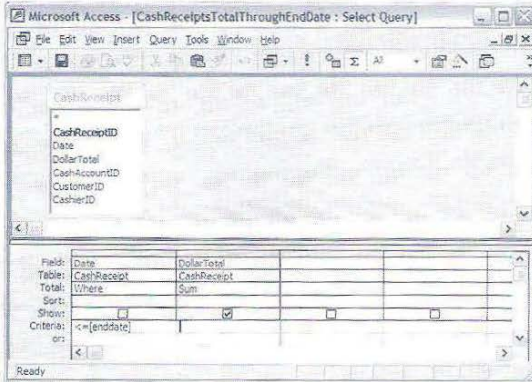 Microsoft Access - [CashReceiptsTotalThroughEndDate : Select Query]
File Edit View Insert Query Tools Window Help
CashReceipt
*
CashReceiptID
Date
DollarTotal
CashAccountID
CustomerID
CashierID
Field: Date DollarTotal
Table: CashReceipt CashReceipt
Total: Where Sum
Sort:
Show:
Criteria: <=[enddate]
or:
Ready